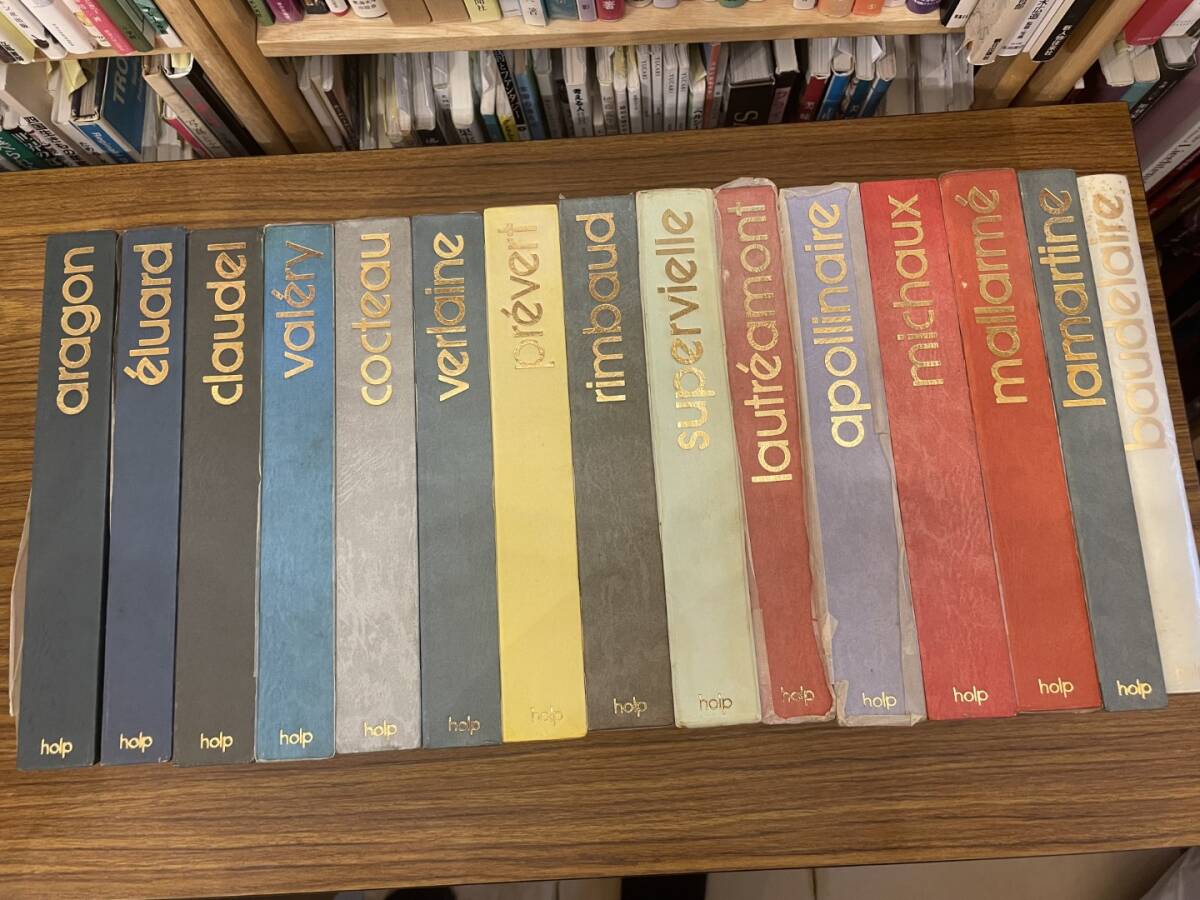 aragon
holp
éluard
holp
claudel
holp
valéry
holp
cocteau
holp
verlaine
holp
prévert
holp
rimbaud
holp
supervielle
holp
lautréamont
holp
apollinaire
holp
michaux
holp
mallarmé
holp
lamartine
holp
baudelaire